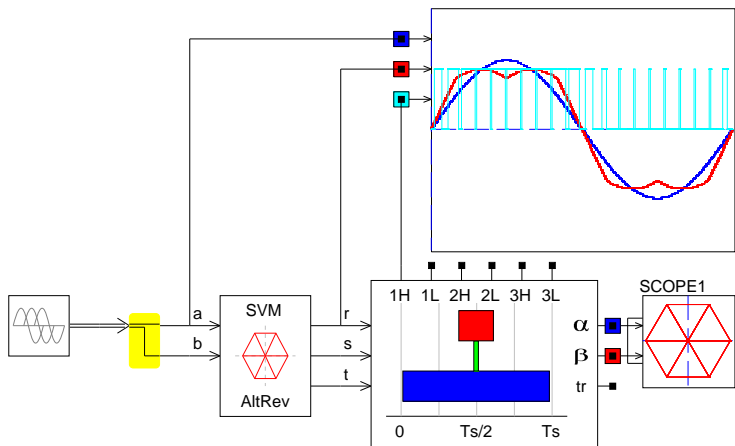 SCOPE1
1H 1L 2H 2L 3H 3L
a SVM r α
b s β
AltRev t tr
0 Ts/2 Ts